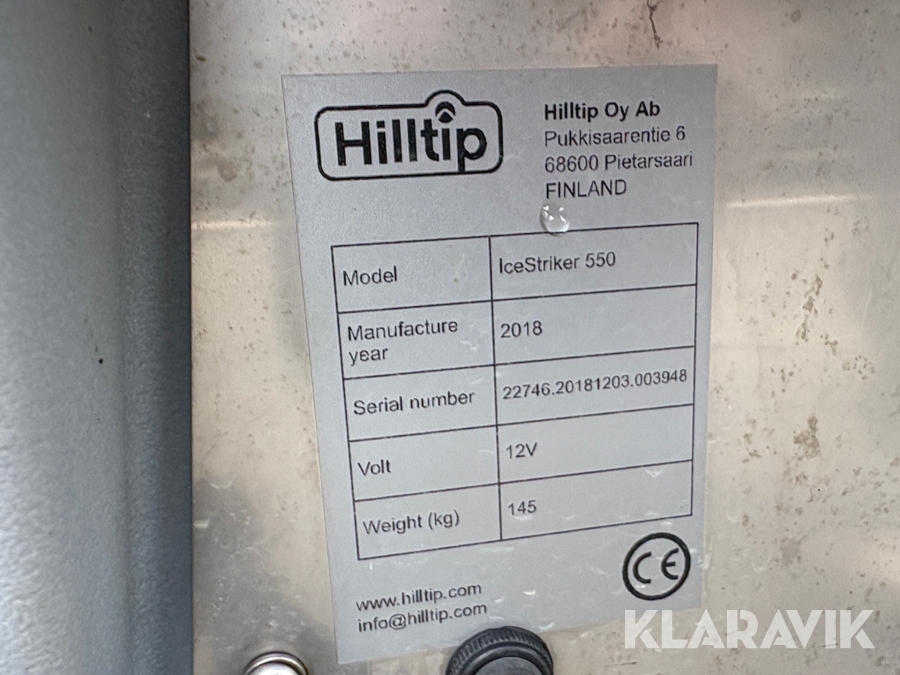 Hilltip
Hilltip Oy Ab
Pukkisaarentie 6
68600 Pietarsaari
FINLAND
Model IceStriker 550
Manufacture year 2018
Serial number 22746.20181203.003948
Volt 12V
Weight (kg) 145
www.hilltip.com
info@hilltip.com
CE
KLARAVIK